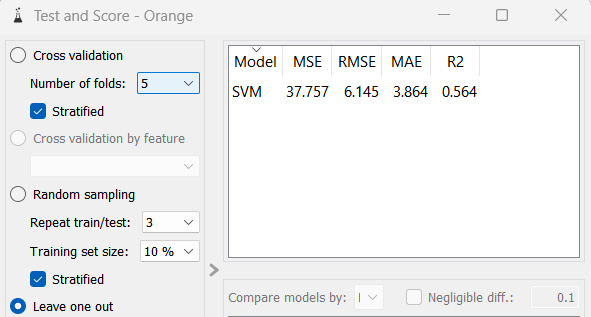 Test and Score - Orange
Cross validation
Number of folds: 5
Stratified
Cross validation by feature
Random sampling
Repeat train/test: 3
Training set size: 10 %
Stratified
Leave one out
Model MSE RMSE MAE R2
SVM 37.757 6.145 3.864 0.564
Compare models by:
Negligible diff.: 0.1